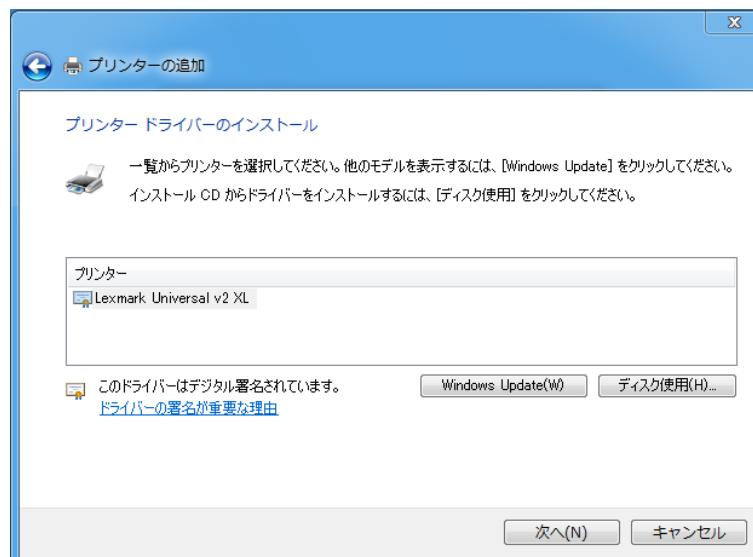 プリンターの追加
プリンター ドライバーのインストール
一覧からプリンターを選択してください。他のモデルを表示するには、[Windows Update] をクリックしてください。
インストール CD からドライバーをインストールするには、[ディスク使用] をクリックしてください。
プリンター
Lexmark Universal v2 XL
このドライバーはデジタル署名されています。
Windows Update(W)
ディスク使用(H)...
ドライバーの署名が重要な理由
次へ(N)
キャンセル